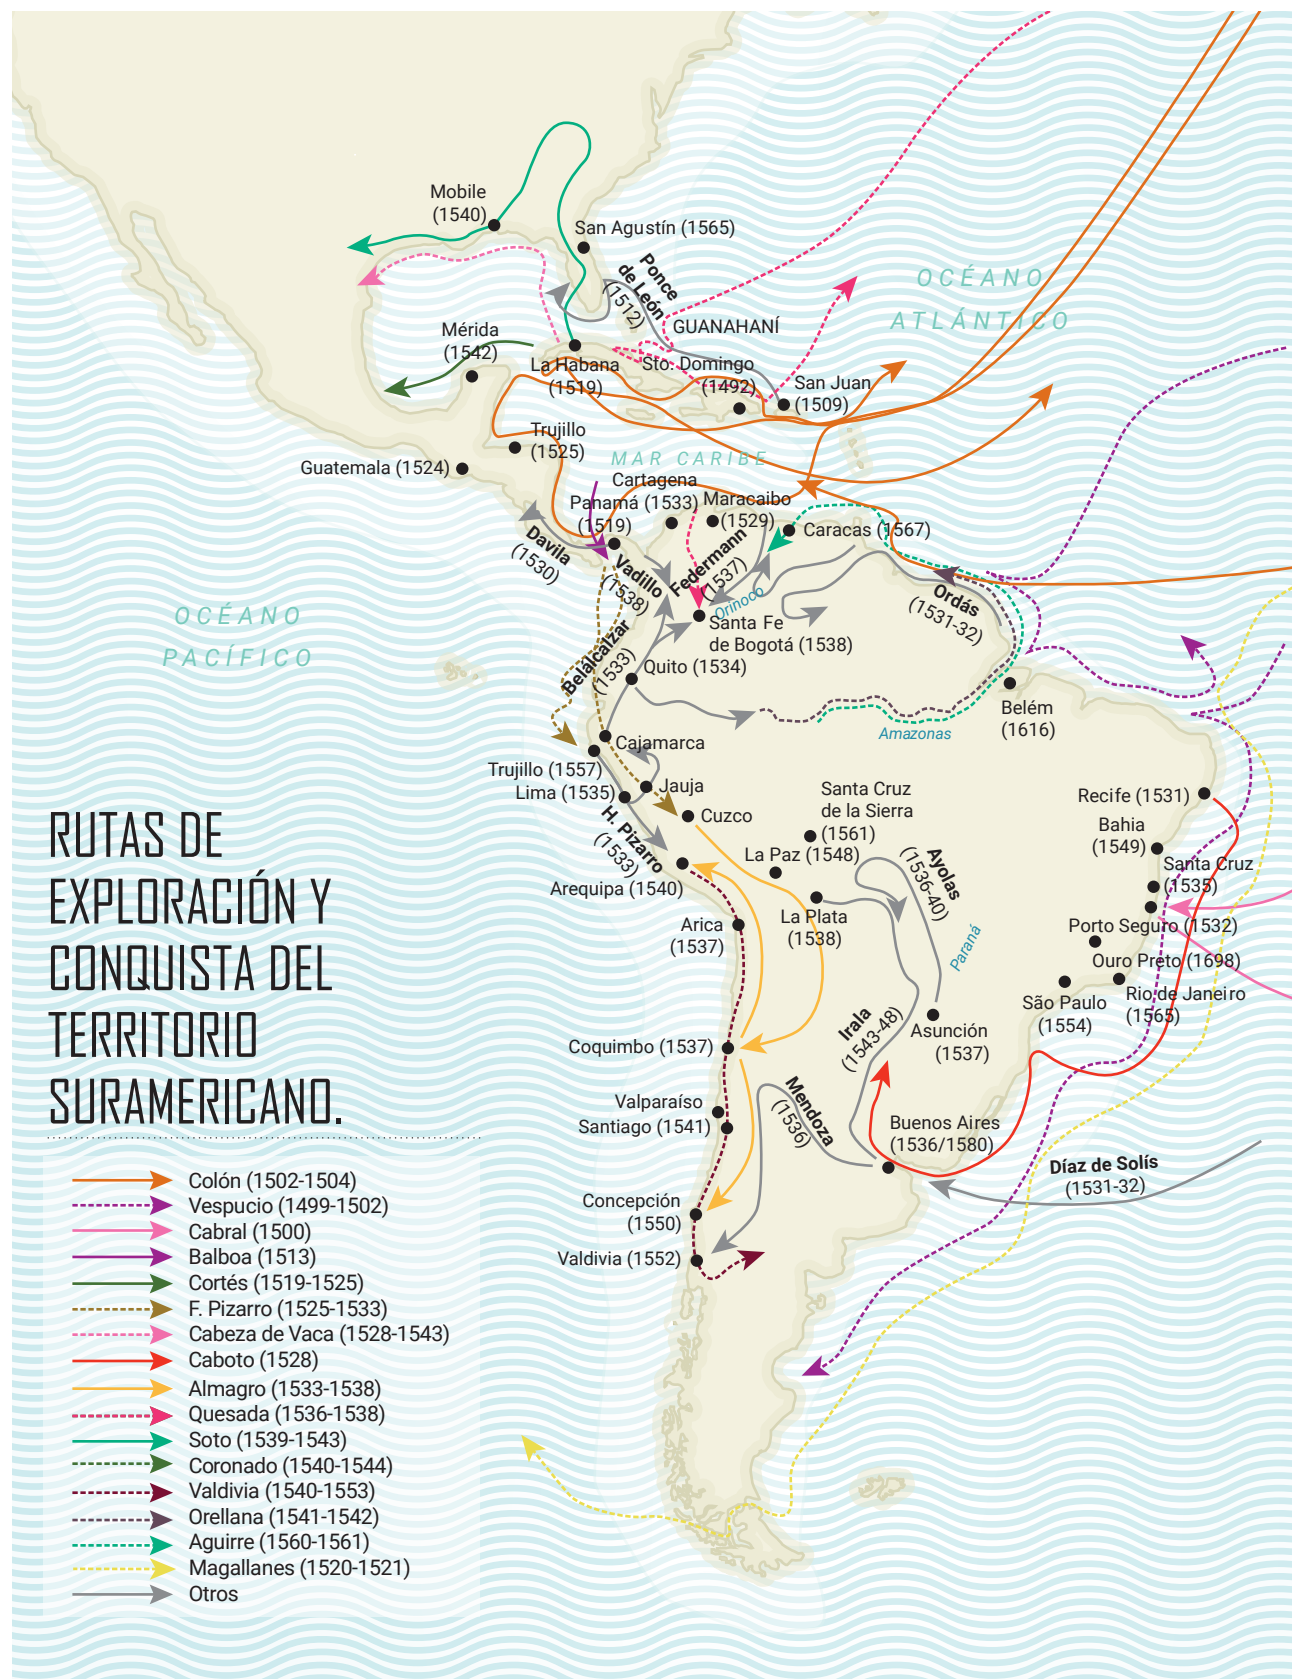 Mobile
(1540)
San Agustín (1565)
Ponce
de León
(1512)
OCÉANO
ATLÁNTICO
GUANAHANÍ
Mérida
(1542)
La Habana
(1519)
Sto. Domingo
(1492)
San Juan
(1509)
Trujillo
(1525)
Guatemala (1524)
MAR CARIBE
Cartagena
(1533)
Panamá
(1519)
Maracaibo
(1529)
Caracas (1567)
Davila
(1530)
Vadillo
(1538)
Federmann
(1537)
Orinoco
Ordás
(1531-32)
OCÉANO
PACÍFICO
Santa Fe
de Bogotá (1538)
Belálcalzar
(1533)
Quito (1534)
Belém
(1616)
Amazonas
Cajamarca
Trujillo (1557)
Lima (1535)
Jauja
Cuzco
H. Pizarro
(1533)
Santa Cruz
de la Sierra
(1561)
Recife (1531)
Bahia
(1549)
La Paz (1548)
Ayolas
(1536-40)
Santa Cruz
(1535)
Arequipa (1540)
La Plata
(1538)
Porto Seguro (1532)
Arica
(1537)
Paraná
Ouro Preto (1698)
São Paulo
(1554)
Rio de Janeiro
(1565)
Irala
(1543-48)
Asunción
(1537)
Coquimbo (1537)
Mendoza
(1536)
Valparaíso
Santiago (1541)
Buenos Aires
(1536/1580)
Díaz de Solís
(1531-32)
Concepción
(1550)
Valdivia (1552)
RUTAS DE
EXPLORACIÓN Y
CONQUISTA DEL
TERRITORIO
SURAMERICANO.
Colón (1502-1504)
Vespucio (1499-1502)
Cabral (1500)
Balboa (1513)
Cortés (1519-1525)
F. Pizarro (1525-1533)
Cabeza de Vaca (1528-1543)
Caboto (1528)
Almagro (1533-1538)
Quesada (1536-1538)
Soto (1539-1543)
Coronado (1540-1544)
Valdivia (1540-1553)
Orellana (1541-1542)
Aguirre (1560-1561)
Magallanes (1520-1521)
Otros